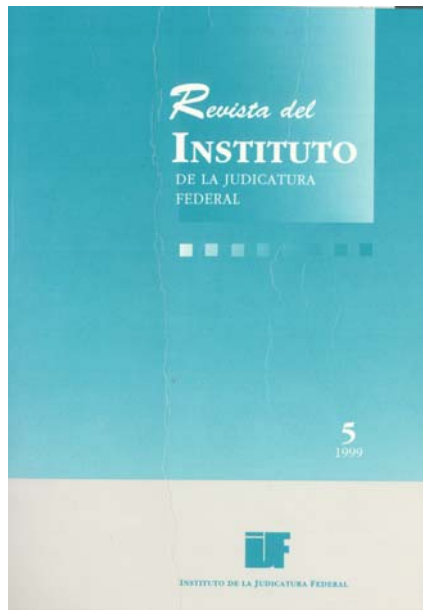 Revista del
INSTITUTO
DE LA JUDICATURA
FEDERAL
5
1999
IJF
INSTITUTO DE LA JUDICATURA FEDERAL